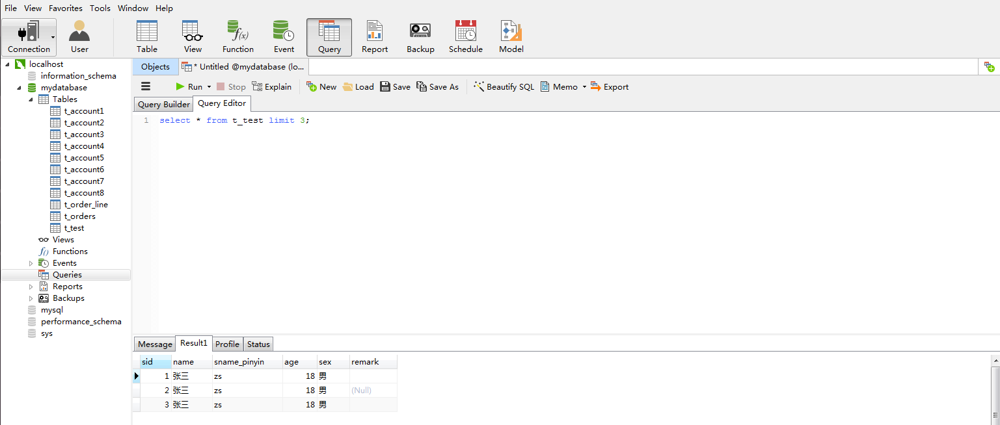 File View Favorites Tools Window Help
Connection User Table View Function Event Query Report Backup Schedule Model
localhost
information_schema
mydatabase
Tables
t_account1
t_account2
t_account3
t_account4
t_account5
t_account6
t_account7
t_account8
t_order_line
t_orders
t_test
Views
Functions
Events
Queries
Reports
Backups
mysql
performance_schema
sys
Objects * Untitled @mydatabase (lo...
Run Stop Explain New Load Save Save As Beautify SQL Memo Export
Query Builder Query Editor
1 select * from t_test limit 3;
Message Result1 Profile Status
sid name sname_pinyin age sex remark
1 张三 zs 18 男
2 张三 zs 18 男 (Null)
3 张三 zs 18 男